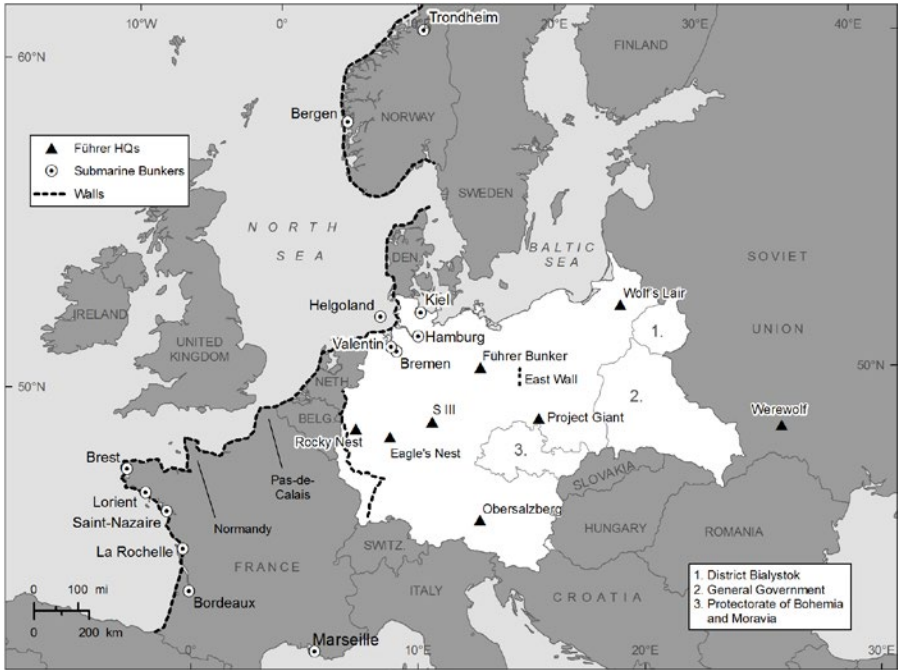 10°W
0°
10°E
20°E
30°E
40°E
60°N
60°N
Trondheim
FINLAND
Bergen
NORWAY
Führer HQs
Submarine Bunkers
Walls
SWEDEN
NORTH
SEA
BALTIC
SEA
SOVIET
UNION
DEN
Helgoland
Kiel
Wolf's Lair
1.
IRELAND
UNITED
KINGDOM
Valentin
Hamburg
Bremen
Führer Bunker
East Wall
50°N
50°N
NETH
BELG
2.
S III
Project Giant
Werewolf
Rocky Nest
Eagle's Nest
3.
Brest
Pas-de-
Calais
SLOVAKIA
Lorient
Saint-Nazaire
Normandy
Obersalzberg
HUNGARY
ROMANIA
La Rochelle
FRANCE
SWITZ.
ITALY
CROATIA
Bordeaux
1. District Bialystok
2. General Government
3. Protectorate of Bohemia
and Moravia
0 100 mi
0 200 km
Marseille
0°
10°E
20°E
30°E